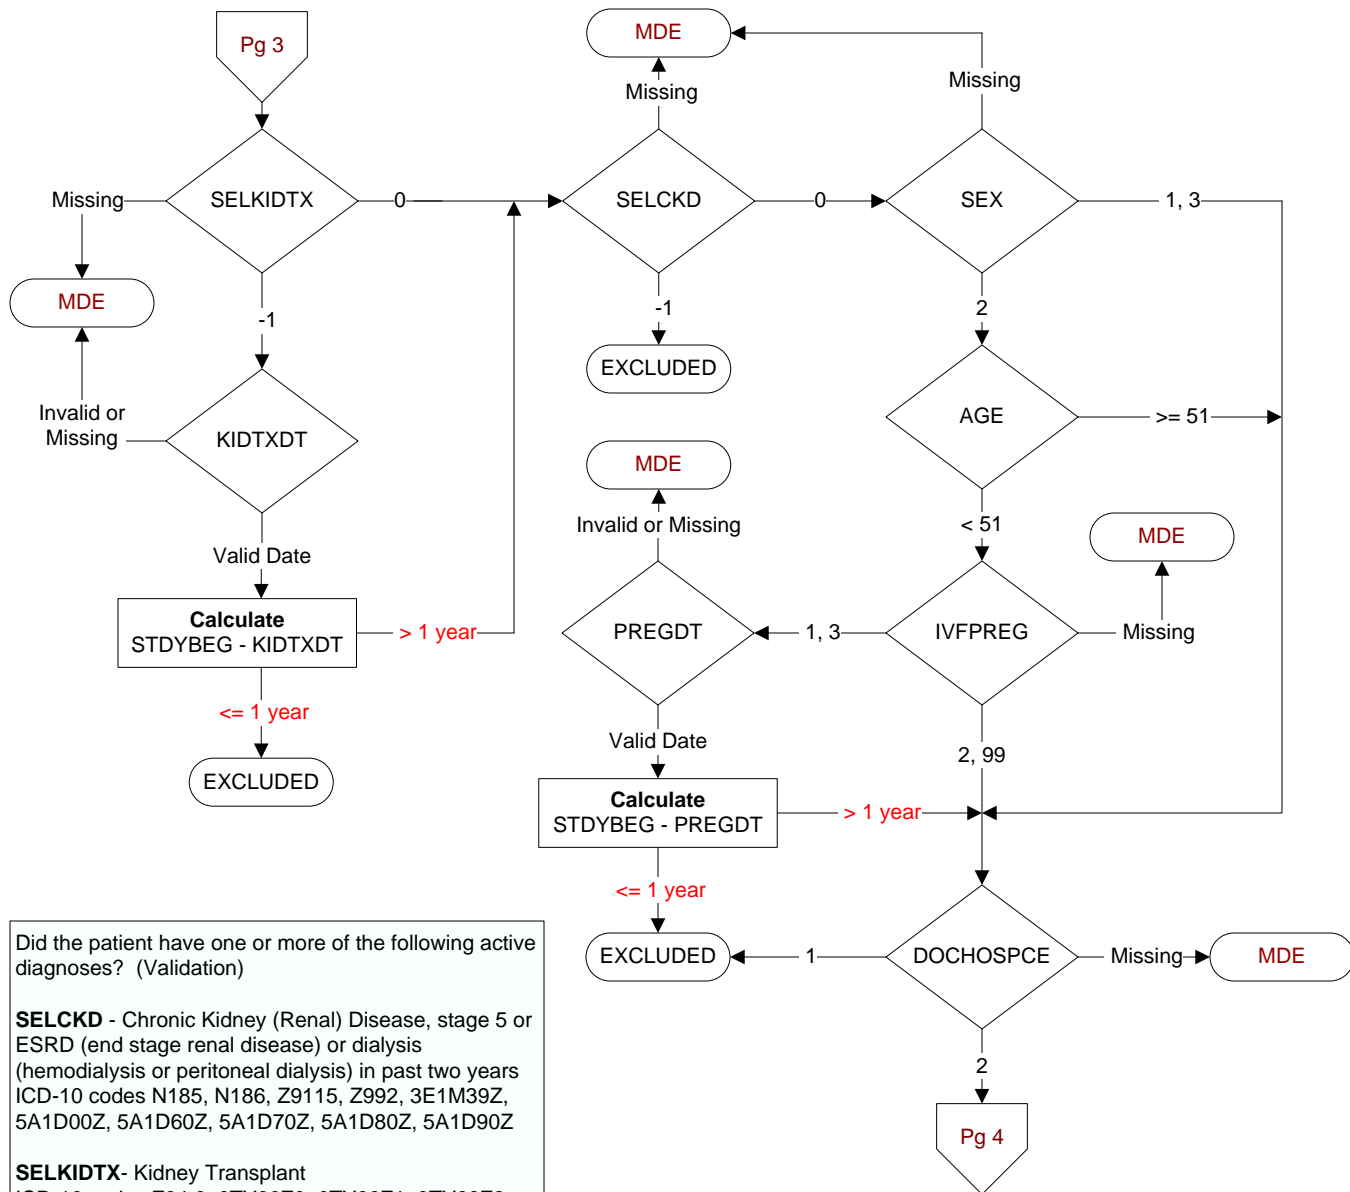 Pg 3
MDE
Missing
Missing
Missing
SELKIDTX
0
SELCKD
0
SEX
1, 3
MDE
-1
-1
2
EXCLUDED
Invalid or
Missing
KIDTXDT
AGE
>= 51
MDE
Invalid or Missing
< 51
MDE
Valid Date
Calculate
STDYBEG - KIDTXDT
> 1 year
PREGDT
1, 3
IVFPREG
Missing
<= 1 year
Valid Date
2, 99
EXCLUDED
Calculate
STDYBEG - PREGDT
> 1 year
<= 1 year
EXCLUDED
1
DOCHOSPCE
Missing
MDE
2
Pg 4
Did the patient have one or more of the following active
diagnoses? (Validation)
SELCKD - Chronic Kidney (Renal) Disease, stage 5 or
ESRD (end stage renal disease) or dialysis
(hemodialysis or peritoneal dialysis) in past two years
ICD-10 codes N185, N186, Z9115, Z992, 3E1M39Z,
5A1D00Z, 5A1D60Z, 5A1D70Z, 5A1D80Z, 5A1D90Z
SELKIDTX- Kidney Transplant